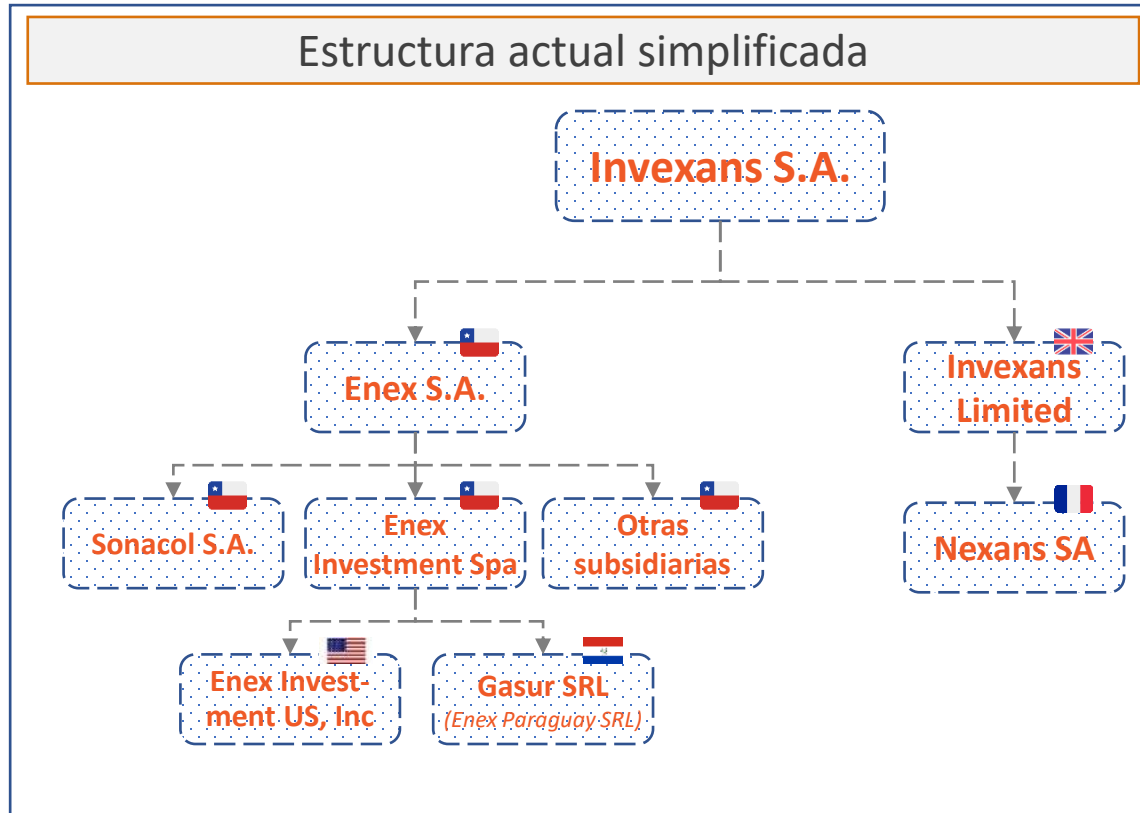 Estructura actual simplificada
Invexans S.A.
Enex S.A.
Invexans
Limited
Sonacol S.A.
Enex
Investment Spa
Otras
subsidiarias
Nexans SA
Enex Invest-
ment US, Inc
Gasur SRL
(Enex Paraguay SRL)